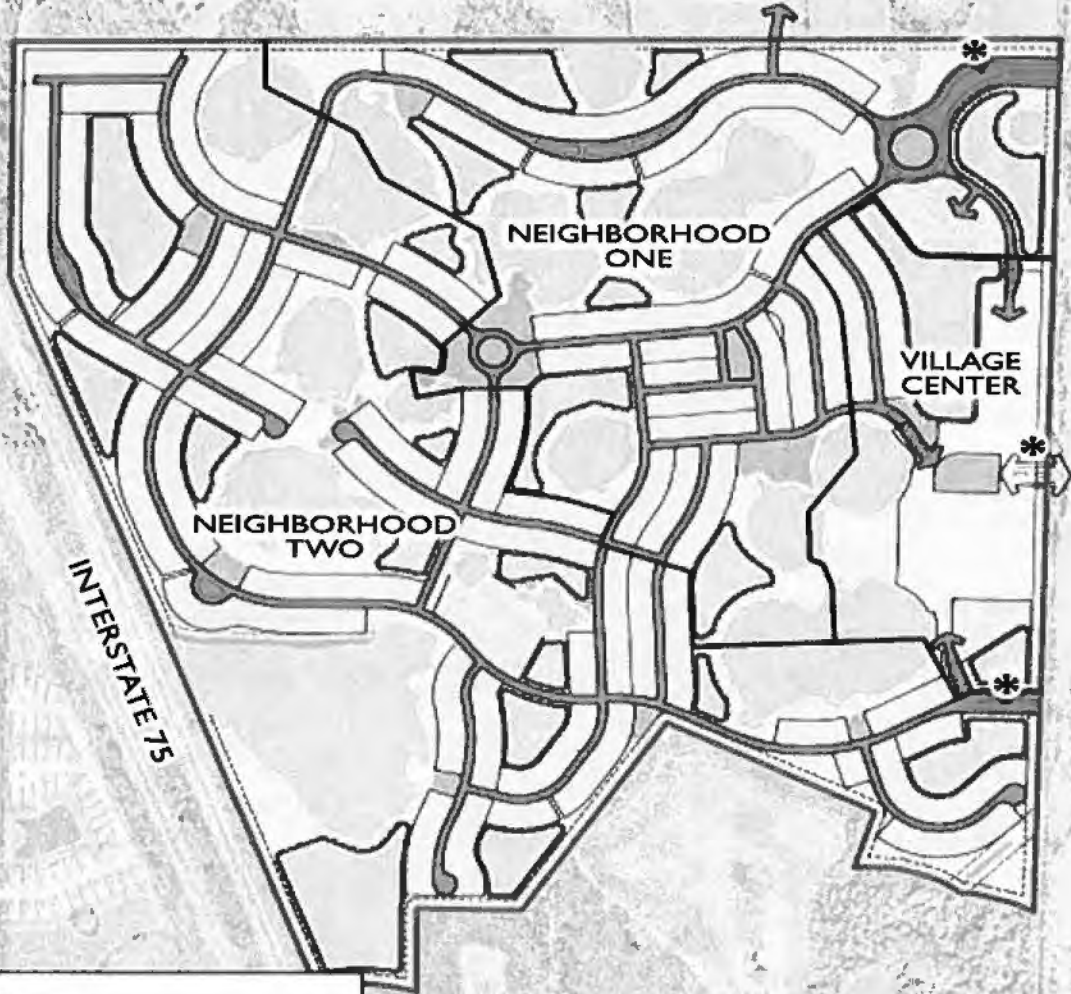 NEIGHBORHOOD
ONE
VILLAGE
CENTER
NEIGHBORHOOD
TWO
INTERSTATE 75